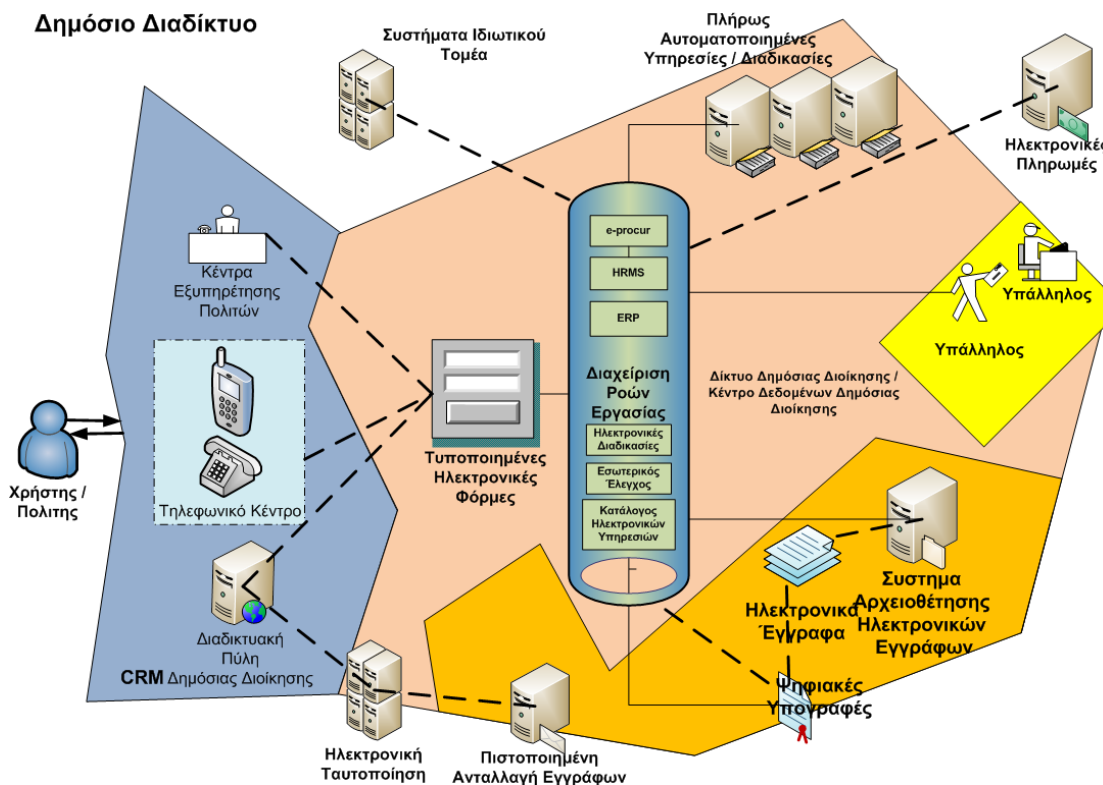 Δημόσιο Διαδίκτυο
Συστήματα Ιδιωτικού
Τομέα
Πλήρως
Αυτοματοποιημένες
Υπηρεσίες / Διαδικασίες
Ηλεκτρονικές
Πληρωμές
Κέντρα
Εξυπηρέτησης
Πολιτών
e-procur
HRMS
ERP
Υπάλληλος
Υπάλληλος
Διαχείριση
Ροών
Εργασίας
Δίκτυο Δημόσιας Διοίκησης /
Κέντρο Δεδομένων Δημόσιας
Διοίκησης
Ηλεκτρονικές
Διαδικασίες
Εσωτερικός
Έλεγχος
Κατάλογος
Ηλεκτρονικών
Υπηρεσιών
Τυποποιημένες
Ηλεκτρονικές
Φόρμες
Χρήστης /
Πολιτης
Τηλεφωνικό Κέντρο
Διαδικτυακή
Πύλη
CRM Δημόσιας Διοίκησης
Ηλεκτρονικά
Έγγραφα
Συστημα
Αρχειοθέτησης
Ηλεκτρονικών
Εγγράφων
Ψηφιακές
Υπογραφές
Ηλεκτρονική
Ταυτοποίηση
Πιστοποιημένη
Ανταλλαγή Εγγράφων